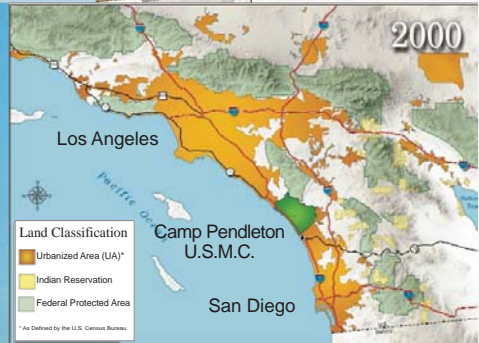 2000
Los Angeles
Pacific Ocean
Camp Pendleton
U.S.M.C.
San Diego
Land Classification
Urbanized Area (UA)*
Indian Reservation
Federal Protected Area
* As Defined by the U.S. Census Bureau